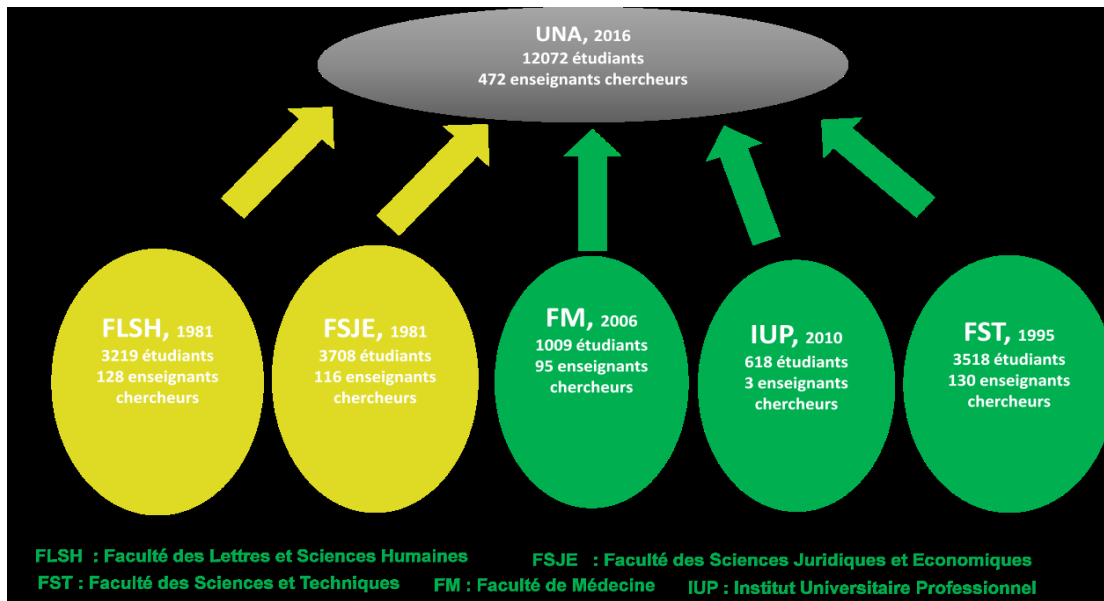 UNA, 2016
12072 étudiants
472 enseignants chercheurs
FLSH, 1981
3219 étudiants
128 enseignants
chercheurs
FSJE, 1981
3708 étudiants
116 enseignants
chercheurs
FM, 2006
1009 étudiants
95 enseignants
chercheurs
IUP, 2010
618 étudiants
3 enseignants
chercheurs
FST, 1995
3518 étudiants
130 enseignants
chercheurs
FLSH : Faculté des Lettres et Sciences Humaines
FSJE : Faculté des Sciences Juridiques et Economiques
FST : Faculté des Sciences et Techniques
FM : Faculté de Médecine
IUP : Institut Universitaire Professionnel